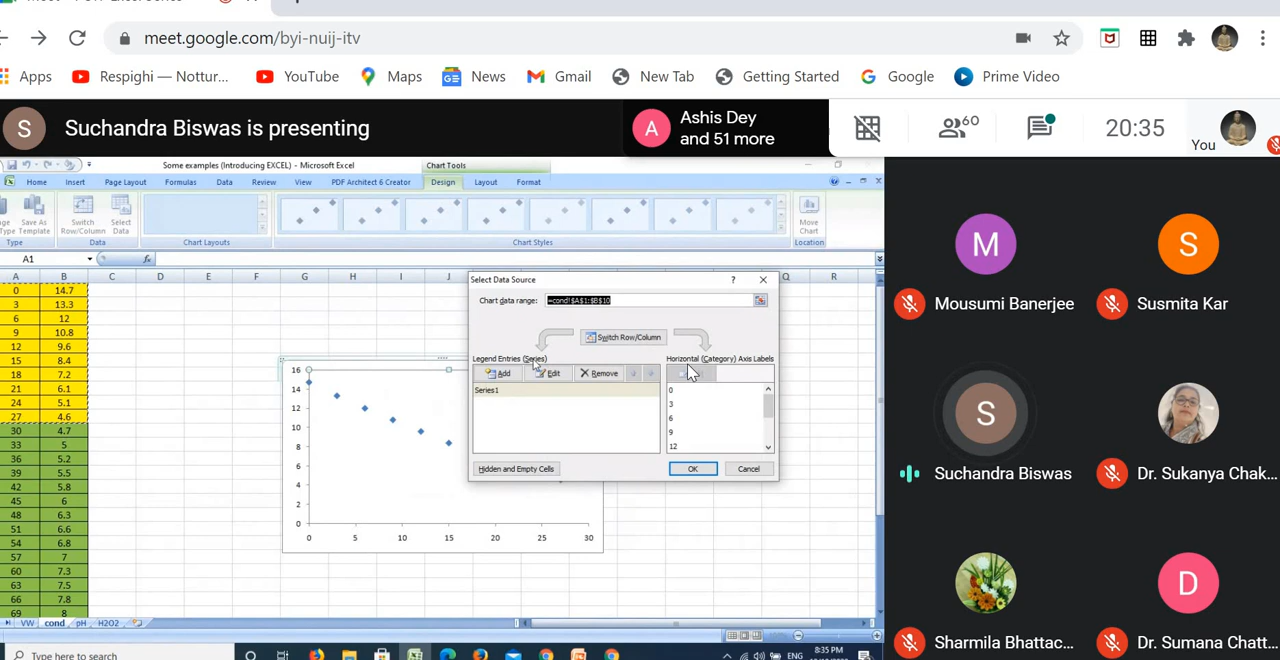 meet.google.com/byi-nuij-itv
Apps
Respighi — Nottur...
YouTube
Maps
News
Gmail
New Tab
Getting Started
Google
Prime Video
S
Suchandra Biswas is presenting
A
Ashis Dey
and 51 more
60
20:35
You
Some examples (Introducing EXCEL) - Microsoft Excel
Chart Tools
Home
Insert
Page Layout
Formulas
Data
Review
View
PDF Architect 6 Creator
Design
Layout
Format
Save As
Template
Switch
Row/Column
Select
Data
Move
Chart
Type
Data
Chart Layouts
Chart Styles
Location
A1
fx
A B C D E F G H I J Q R
0 14.7
3 13.3
6 12
9 10.8
12 9.6
15 8.4
18 7.2
21 6.1
24 5.1
27 4.6
30 4.7
33 5
36 5.2
39 5.5
42 5.8
45 6
48 6.3
51 6.6
54 6.8
57 7
60 7.3
63 7.5
66 7.8
69 8
16
14
12
10
8
6
4
2
0
0 5 10 15 20 25 30
Select Data Source
?
Chart data range:
=cond!$A$1:$B$10
Switch Row/Column
Legend Entries (Series)
Horizontal (Category) Axis Labels
Add
Edit
Remove
Series1
0
3
6
9
12
Hidden and Empty Cells
OK
Cancel
VW
cond
pH
H2O2
Type here to search
ENG
8:35 PM
M
Mousumi Banerjee
S
Susmita Kar
S
Suchandra Biswas
Dr. Sukanya Chak...
Sharmila Bhattac...
D
Dr. Sumana Chatt...